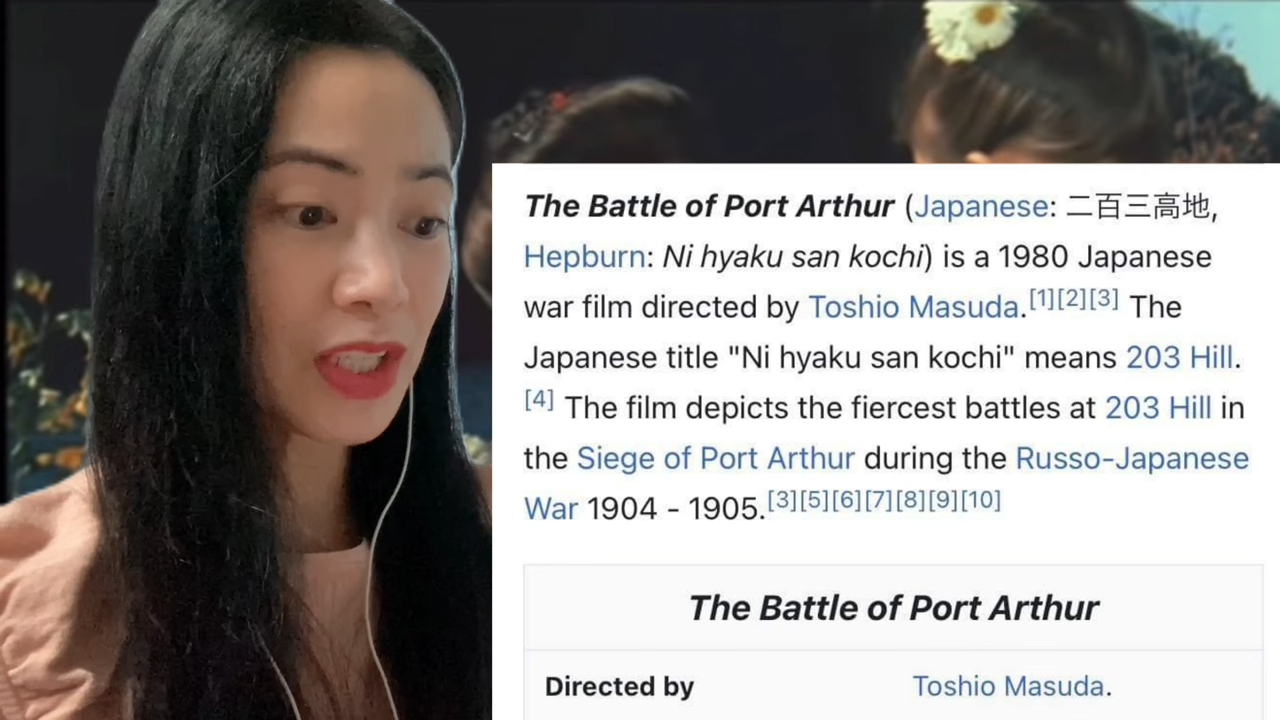 The Battle of Port Arthur (Japanese: 二百三高地,
Hepburn: Ni hyaku san kochi) is a 1980 Japanese
war film directed by Toshio Masuda.[1][2][3] The
Japanese title "Ni hyaku san kochi" means 203 Hill.
[4] The film depicts the fiercest battles at 203 Hill in
the Siege of Port Arthur during the Russo-Japanese
War 1904 - 1905.[3][5][6][7][8][9][10]
The Battle of Port Arthur
Directed by Toshio Masuda.